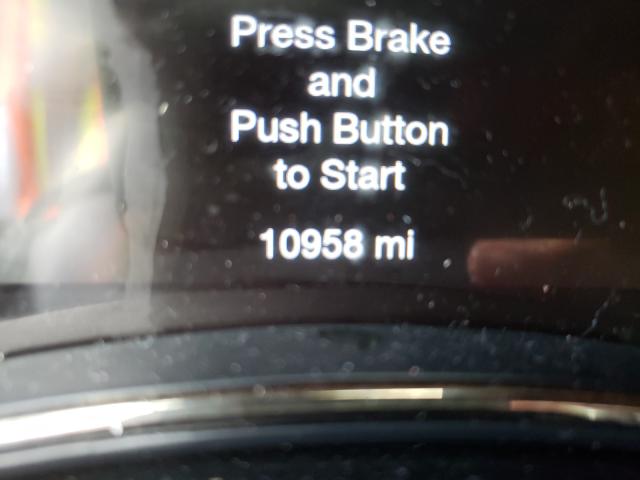 Press Brake
and
Push Button
to Start
10958 mi